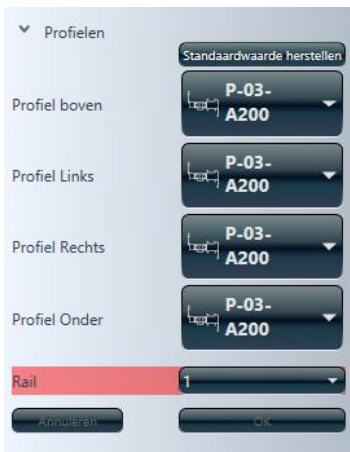 Profielen
Standaardwaarde herstellen
Profiel boven
P-03-
A200
Profiel Links
P-03-
A200
Profiel Rechts
P-03-
A200
Profiel Onder
P-03-
A200
Rail
1
Annuleren
OK